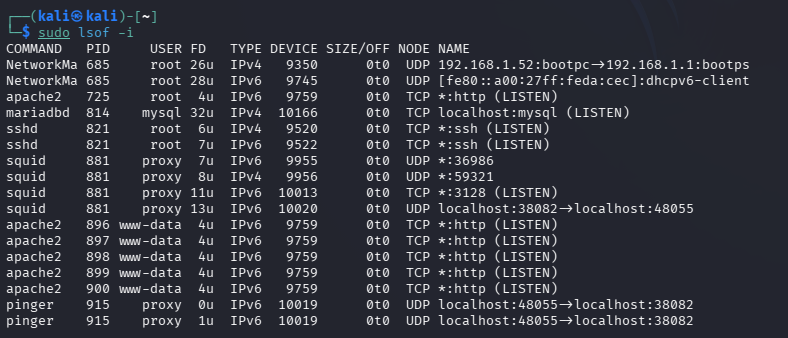 ┌──(kali㉿kali)-[~]
└─$ sudo lsof -i
COMMAND   PID     USER FD   TYPE DEVICE SIZE/OFF NODE NAME
NetworkMa 685     root 26u  IPv4   9350      0t0  UDP 192.168.1.52:bootpc→192.168.1.1:bootps
NetworkMa 685     root 28u  IPv6   9745      0t0  UDP [fe80::a00:27ff:feda:cec]:dhcpv6-client
apache2   725     root  4u  IPv6   9759      0t0  TCP *:http (LISTEN)
mariadbd  814    mysql 32u  IPv4  10166      0t0  TCP localhost:mysql (LISTEN)
sshd      821     root  6u  IPv4   9520      0t0  TCP *:ssh (LISTEN)
sshd      821     root  7u  IPv6   9522      0t0  TCP *:ssh (LISTEN)
squid     881    proxy  7u  IPv6   9955      0t0  UDP *:36986
squid     881    proxy  8u  IPv4   9956      0t0  UDP *:59321
squid     881    proxy 11u  IPv6  10013      0t0  TCP *:3128 (LISTEN)
squid     881    proxy 13u  IPv6  10020      0t0  UDP localhost:38082→localhost:48055
apache2   896 www-data  4u  IPv6   9759      0t0  TCP *:http (LISTEN)
apache2   897 www-data  4u  IPv6   9759      0t0  TCP *:http (LISTEN)
apache2   898 www-data  4u  IPv6   9759      0t0  TCP *:http (LISTEN)
apache2   899 www-data  4u  IPv6   9759      0t0  TCP *:http (LISTEN)
apache2   900 www-data  4u  IPv6   9759      0t0  TCP *:http (LISTEN)
pinger    915    proxy  0u  IPv6  10019      0t0  UDP localhost:48055→localhost:38082
pinger    915    proxy  1u  IPv6  10019      0t0  UDP localhost:48055→localhost:38082